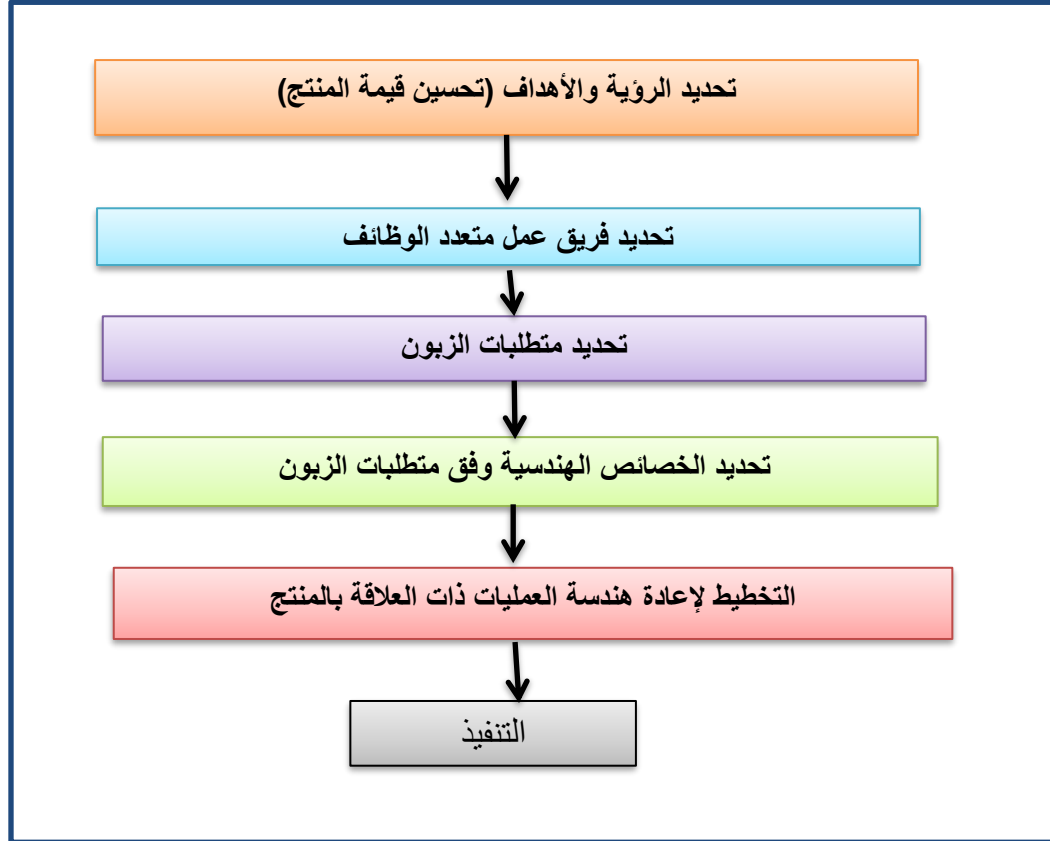 تحديد الرؤية والأهداف (تحسين قيمة المنتج)
تحديد فريق عمل متعدد الوظائف
تحديد متطلبات الزبون
تحديد الخصائص الهندسية وفق متطلبات الزبون
التخطيط لإعادة هندسة العمليات ذات العلاقة بالمنتج
التنفيذ